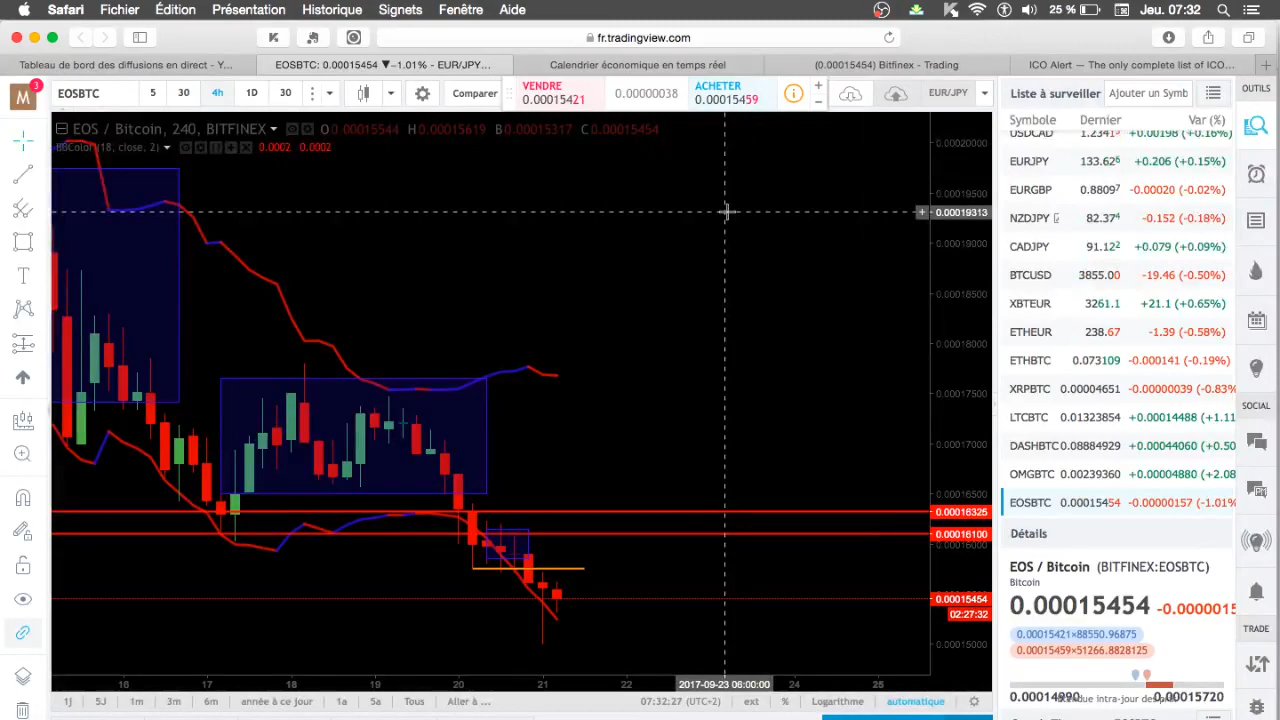 Safari Fichier Édition Présentation Historique Signets Fenêtre Aide 25 % Jeu. 07:32
fr.tradingview.com
Tableau de bord des diffusions en direct - Y...
EOSBTC: 0.00015454 ▼−1.01% - EUR/JPY...
Calendrier économique en temps réel
(0.00015454) Bitfinex - Trading
ICO Alert — The only complete list of ICO...
M 3
EOSBTC 5 30 4h 1D 30 Comparer
VENDRE
0.00015421
0.00000038
ACHETER
0.00015459
EUR/JPY
Liste à surveiller Ajouter un Symb
OUTILS
EOS / Bitcoin, 240, BITFINEX O0.00015544 H0.00015619 B0.00015317 C0.00015454
BBColor (18, close, 2) 0.0002 0.0002
0.00020000
0.00019500
0.00019313
0.00019000
0.00018500
0.00018000
0.00017500
0.00017000
0.00016500
0.00016325
0.00016100
0.00016000
0.00015454
02:27:32
0.00015000
16 17 18 19 20 21 22 2017-09-23 06:00:00 24 25
1j 5J 1m 3m 6m année à ce jour 1a 5a Tous Aller à ... 07:32:27 (UTC+2) ext % Logarithme automatique
Symbole Dernier Var (%)
USDCAD 1.2341⁹ +0.00198 (+0.16%)
EURJPY 133.62⁶ +0.206 (+0.15%)
EURGBP 0.8809⁷ -0.00020 (-0.02%)
NZDJPY 82.37⁴ -0.152 (-0.18%)
CADJPY 91.12² +0.079 (+0.09%)
BTCUSD 3855.00 -19.46 (-0.50%)
XBTEUR 3261.1 +21.1 (+0.65%)
ETHEUR 238.67 -1.39 (-0.58%)
ETHBTC 0.073109 -0.000141 (-0.19%)
XRPBTC 0.00004651 -0.00000039 (-0.83%
LTCBTC 0.01323854 +0.00014488 (+1.11
DASHBTC 0.08884929 +0.00044060 (+0.50
OMGBTC 0.00239360 +0.00004880 (+2.08
EOSBTC 0.00015454 -0.00000157 (-1.01%
SOCIAL
Détails
EOS / Bitcoin (BITFINEX:EOSBTC)
Bitcoin
0.00015454 -0.0000015
0.00015421×88550.96875
0.00015459×51266.8828125
TRADE
0.00014990 0.00015720